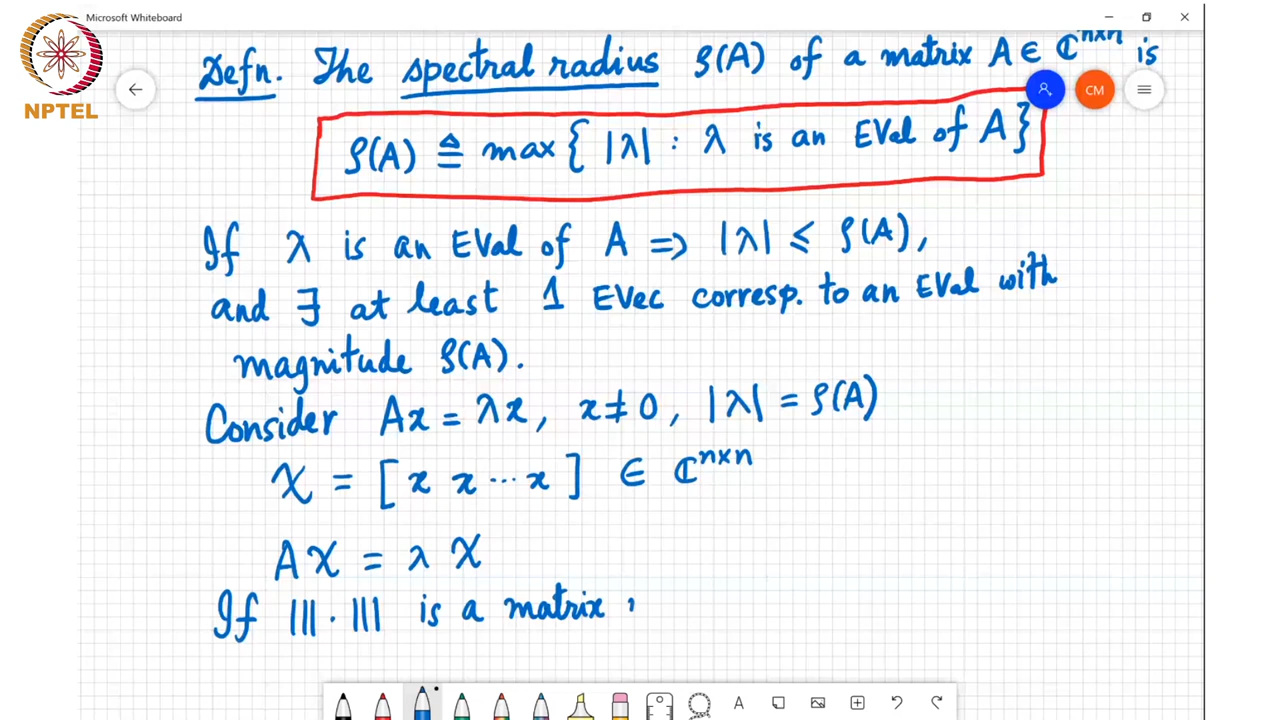 Microsoft Whiteboard
NPTEL
Defn. The spectral radius ρ(A) of a matrix A ∈ ℂⁿˣⁿ is
ρ(A) ≜ max{ |λ| : λ is an EVal of A }
CM
If λ is an EVal of A ⇒ |λ| ≤ ρ(A),
and ∃ at least 1 EVec corresp. to an EVal with
magnitude ρ(A).
Consider Ax = λx, x ≠ 0, |λ| = ρ(A)
X = [ x x ... x ] ∈ ℂⁿˣⁿ
AX = λX
If |||·||| is a matrix
A